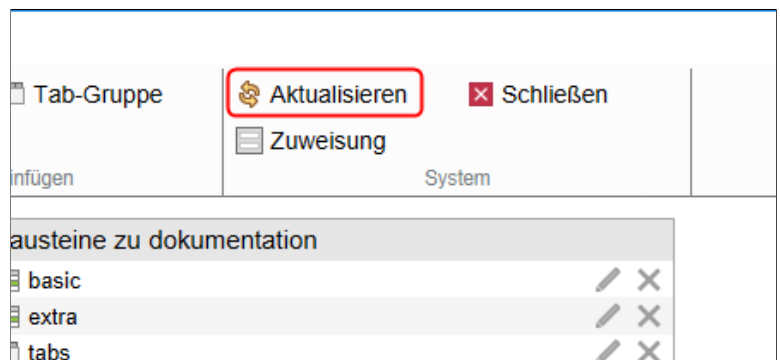 Tab-Gruppe Aktualisieren Schließen
Zuweisung
infügen System
austeine zu dokumentation
basic
extra
tabs